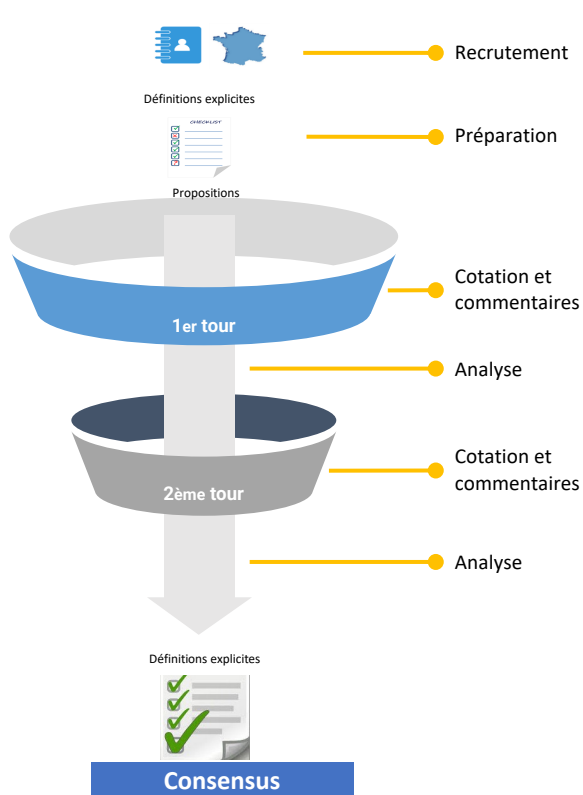 Recrutement
Définitions explicites
CHECKLIST
Préparation
Propositions
Cotation et
commentaires
1er tour
Analyse
Cotation et
commentaires
2ème tour
Analyse
Définitions explicites
Consensus